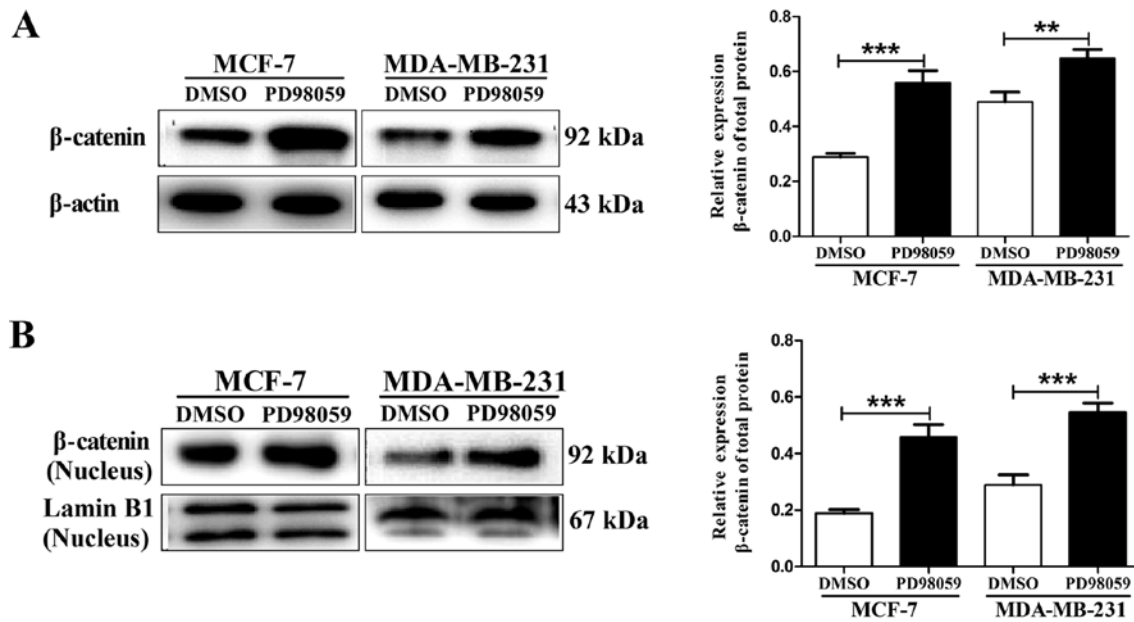 A
MCF-7 MDA-MB-231
DMSO PD98059 DMSO PD98059
β-catenin 92 kDa
β-actin 43 kDa
Relative expression
β-catenin of total protein
0.8
0.6
0.4
0.2
0.0
*** **
DMSO PD98059 DMSO PD98059
MCF-7 MDA-MB-231
B
MCF-7 MDA-MB-231
DMSO PD98059 DMSO PD98059
β-catenin
(Nucleus) 92 kDa
Lamin B1
(Nucleus) 67 kDa
Relative expression
β-catenin of total protein
0.8
0.6
0.4
0.2
0.0
*** ***
DMSO PD98059 DMSO PD98059
MCF-7 MDA-MB-231